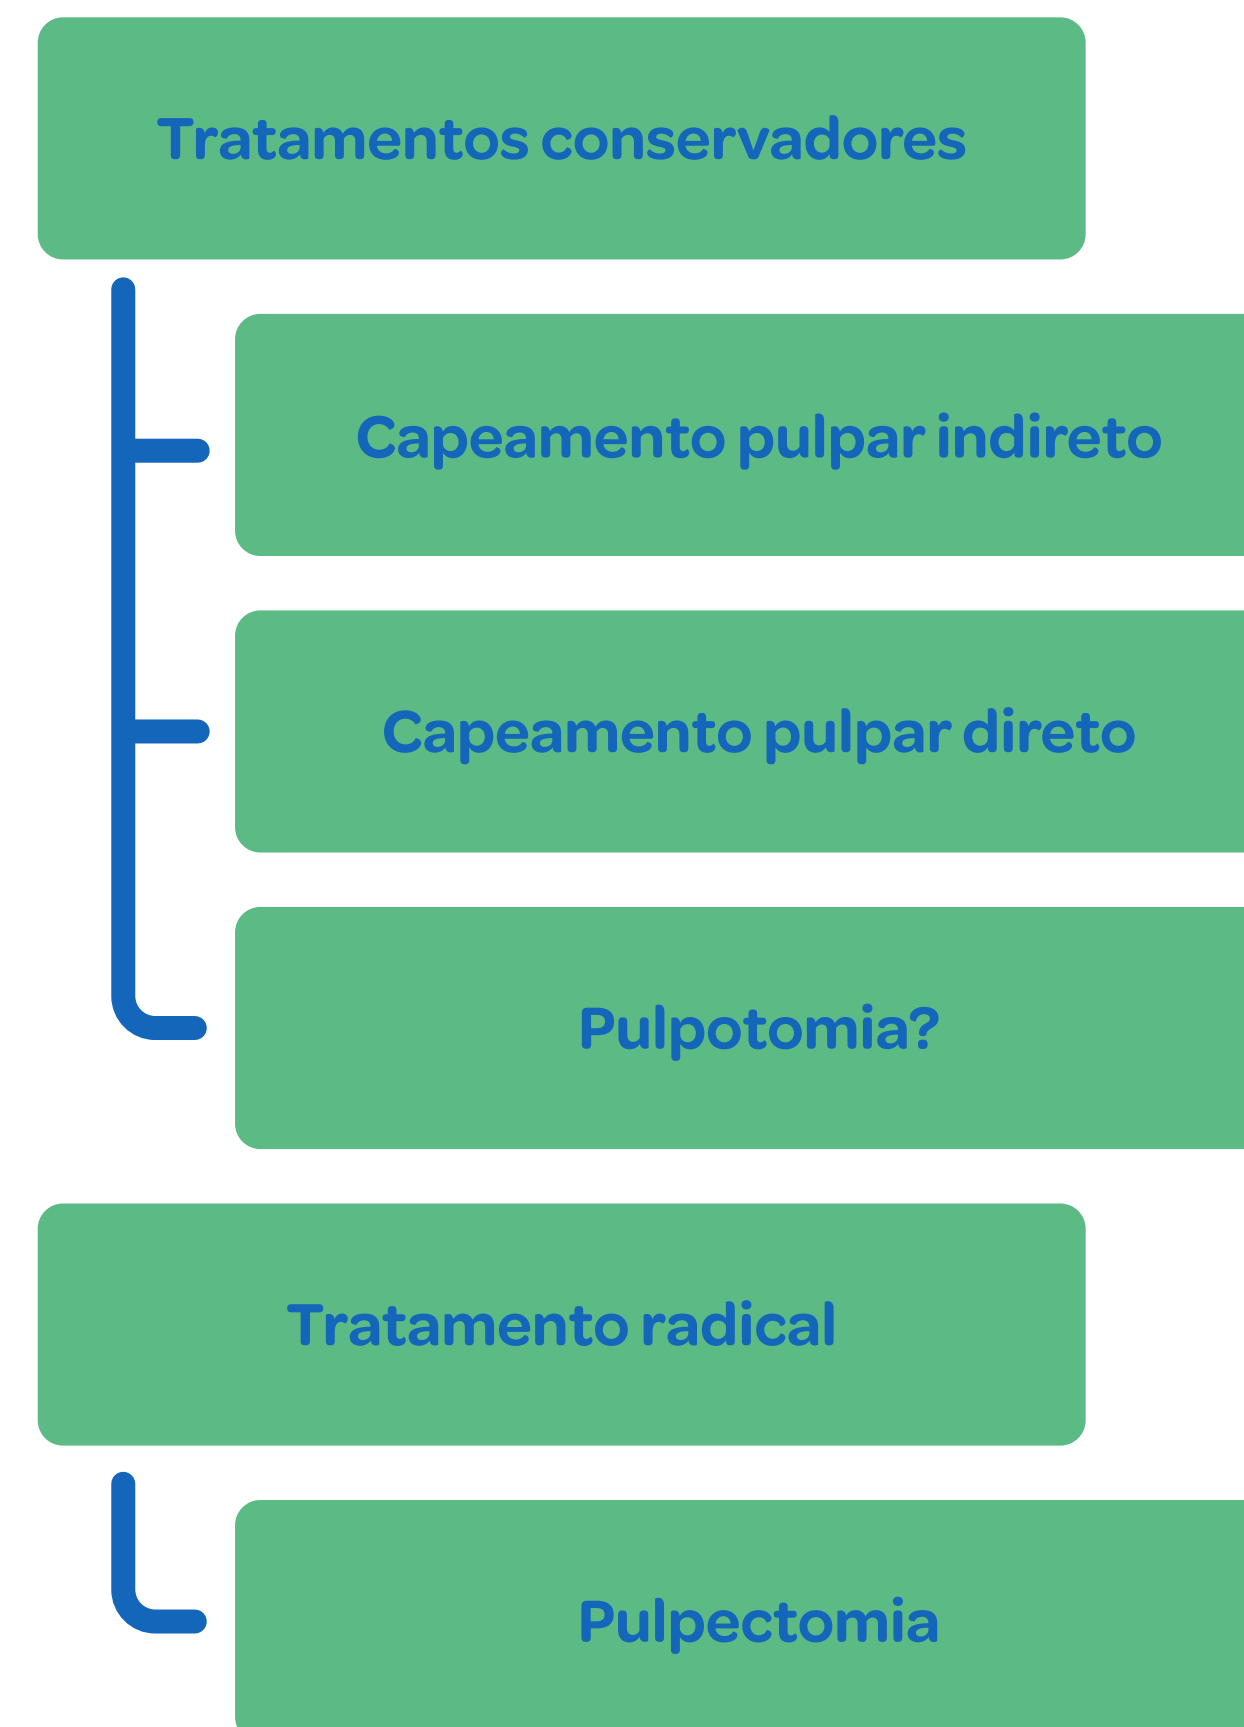 Tratamentos conservadores
Capeamento pulpar indireto
Capeamento pulpar direto
Pulpotomia?
Tratamento radical
Pulpectomia